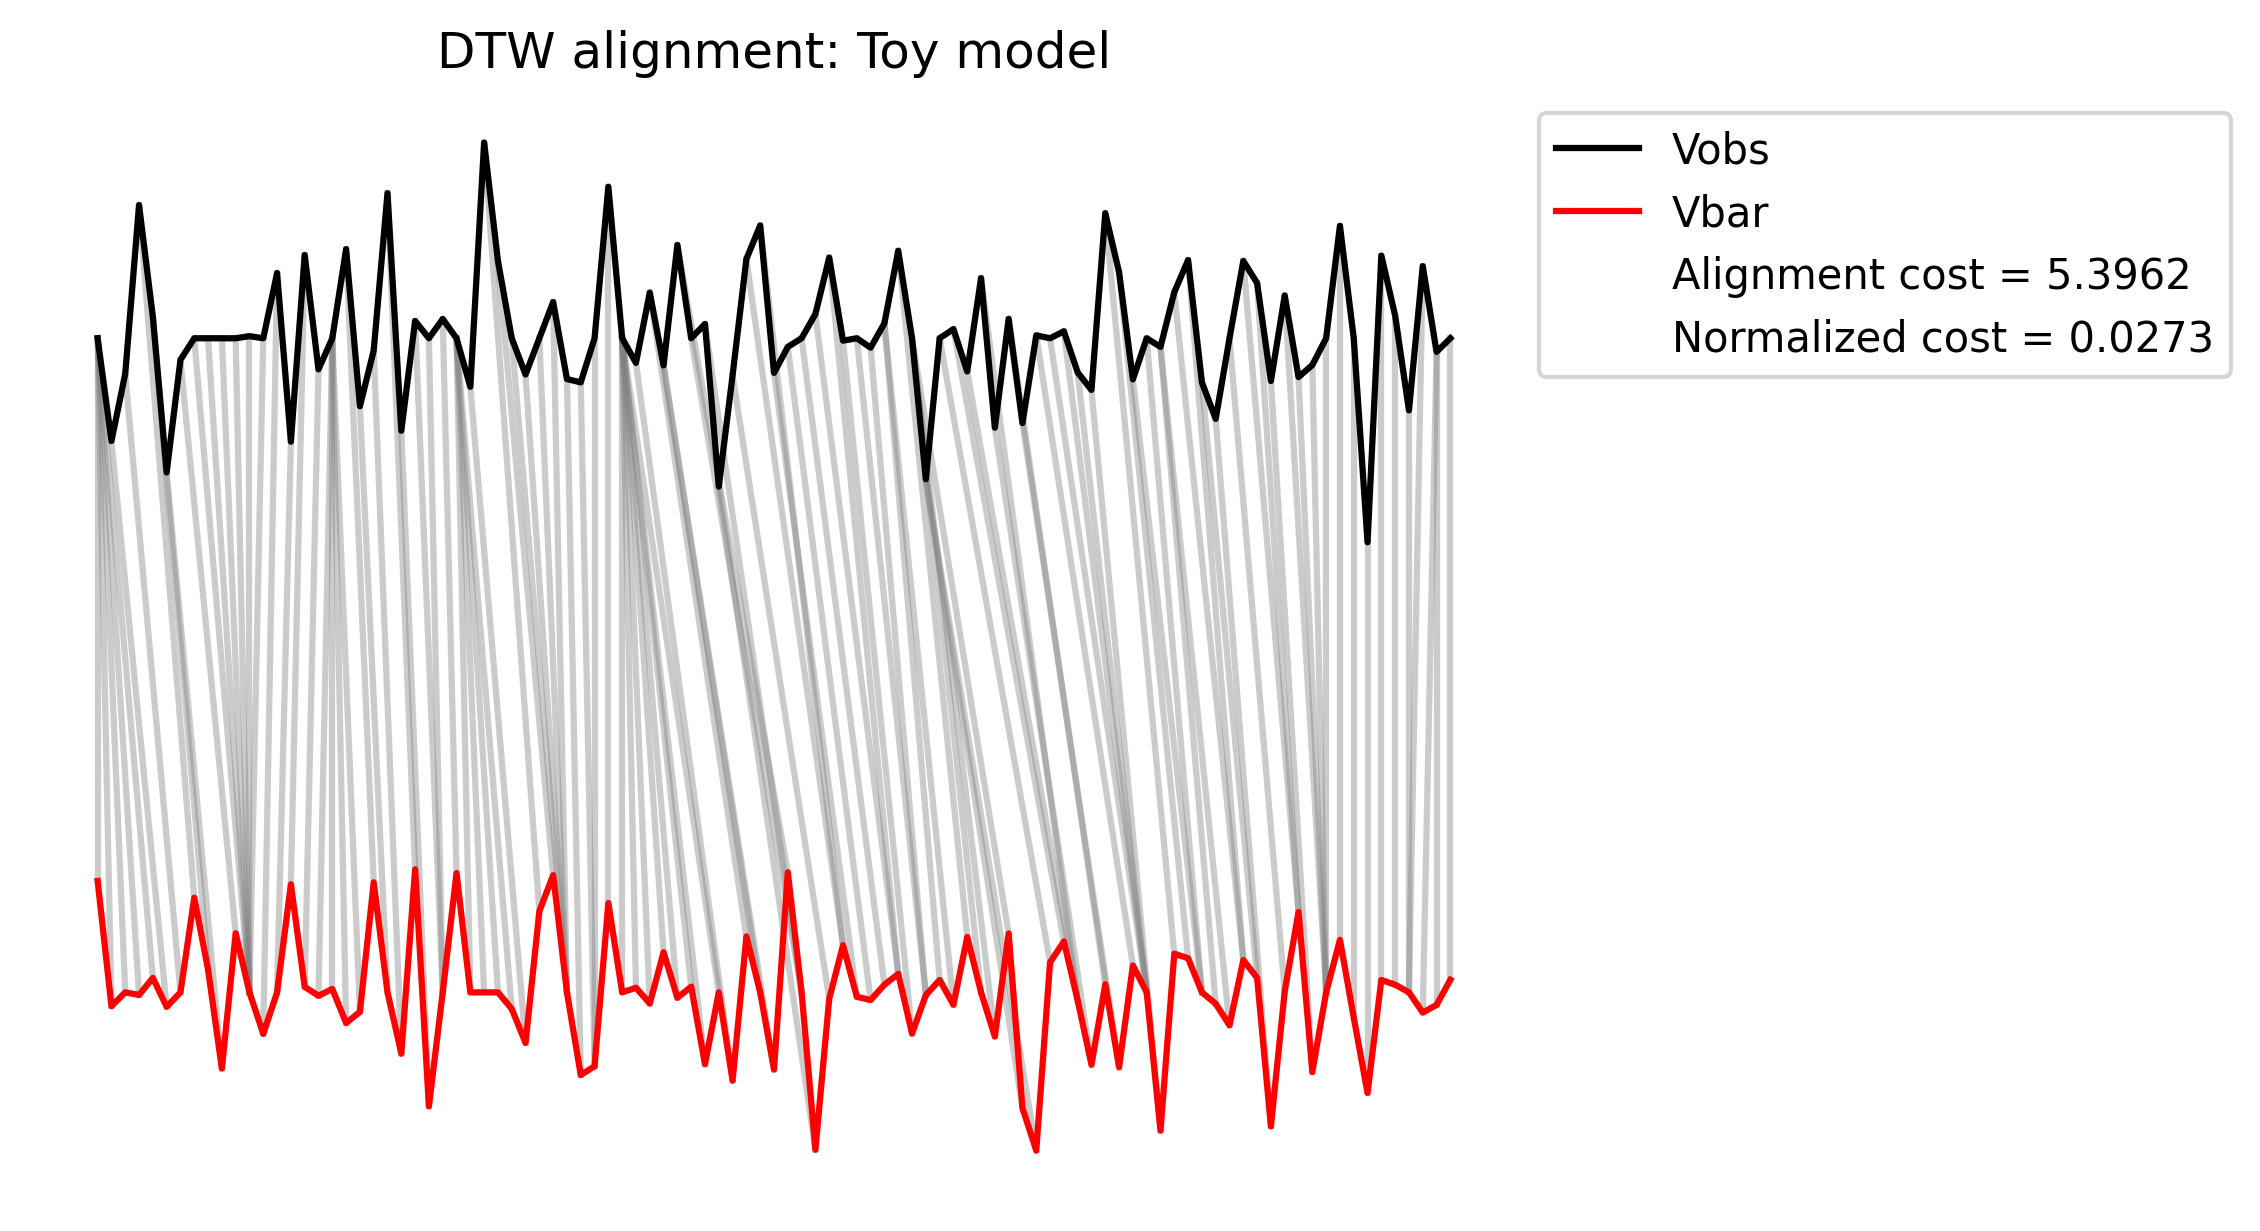 DTW alignment: Toy model
Vobs
Vbar
Alignment cost = 5.3962
Normalized cost = 0.0273